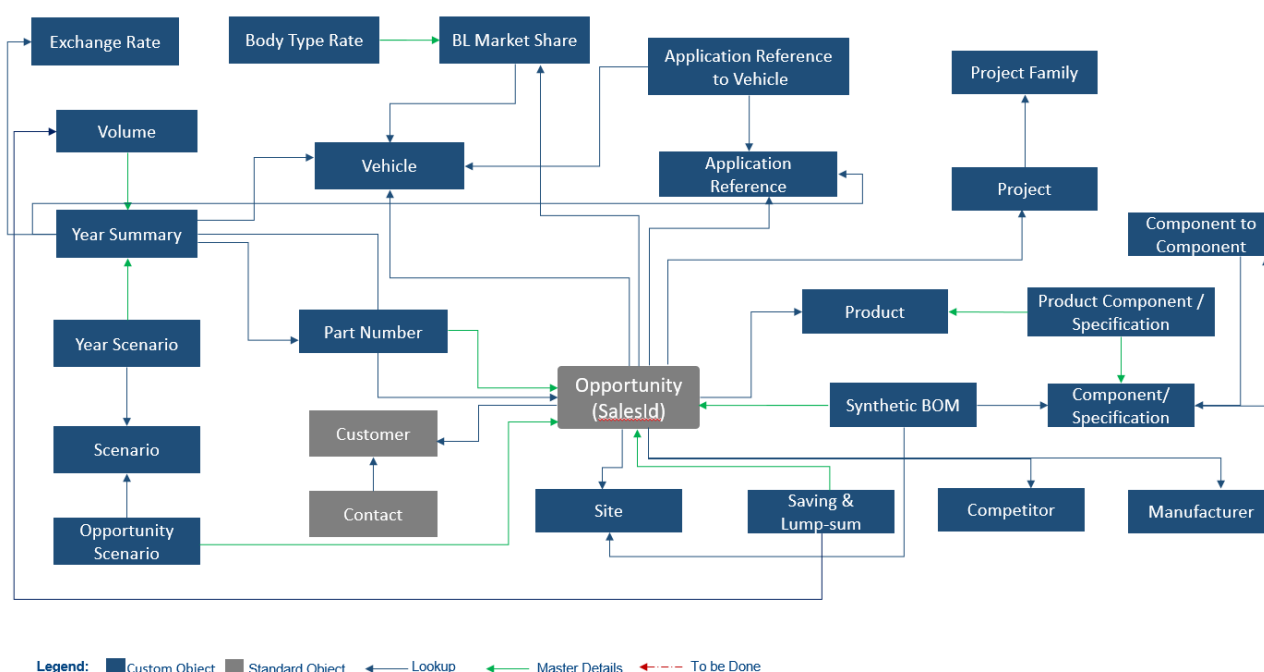 Exchange Rate
Body Type Rate
BL Market Share
Application Reference
to Vehicle
Project Family
Volume
Vehicle
Application
Reference
Project
Year Summary
Component to
Component
Part Number
Product
Product Component /
Specification
Year Scenario
Opportunity
(SalesId)
Synthetic BOM
Component/
Specification
Customer
Scenario
Contact
Site
Saving &
Lump-sum
Competitor
Manufacturer
Opportunity
Scenario
Legend: Custom Object Standard Object Lookup Master Details To be Done